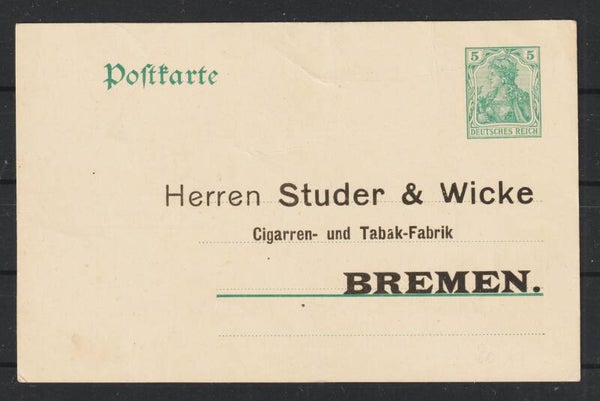 Poſtkarte
5 5
DEUTSCHES REICH
Herren Studer & Wicke
Cigarren- und Tabak-Fabrik
BREMEN.